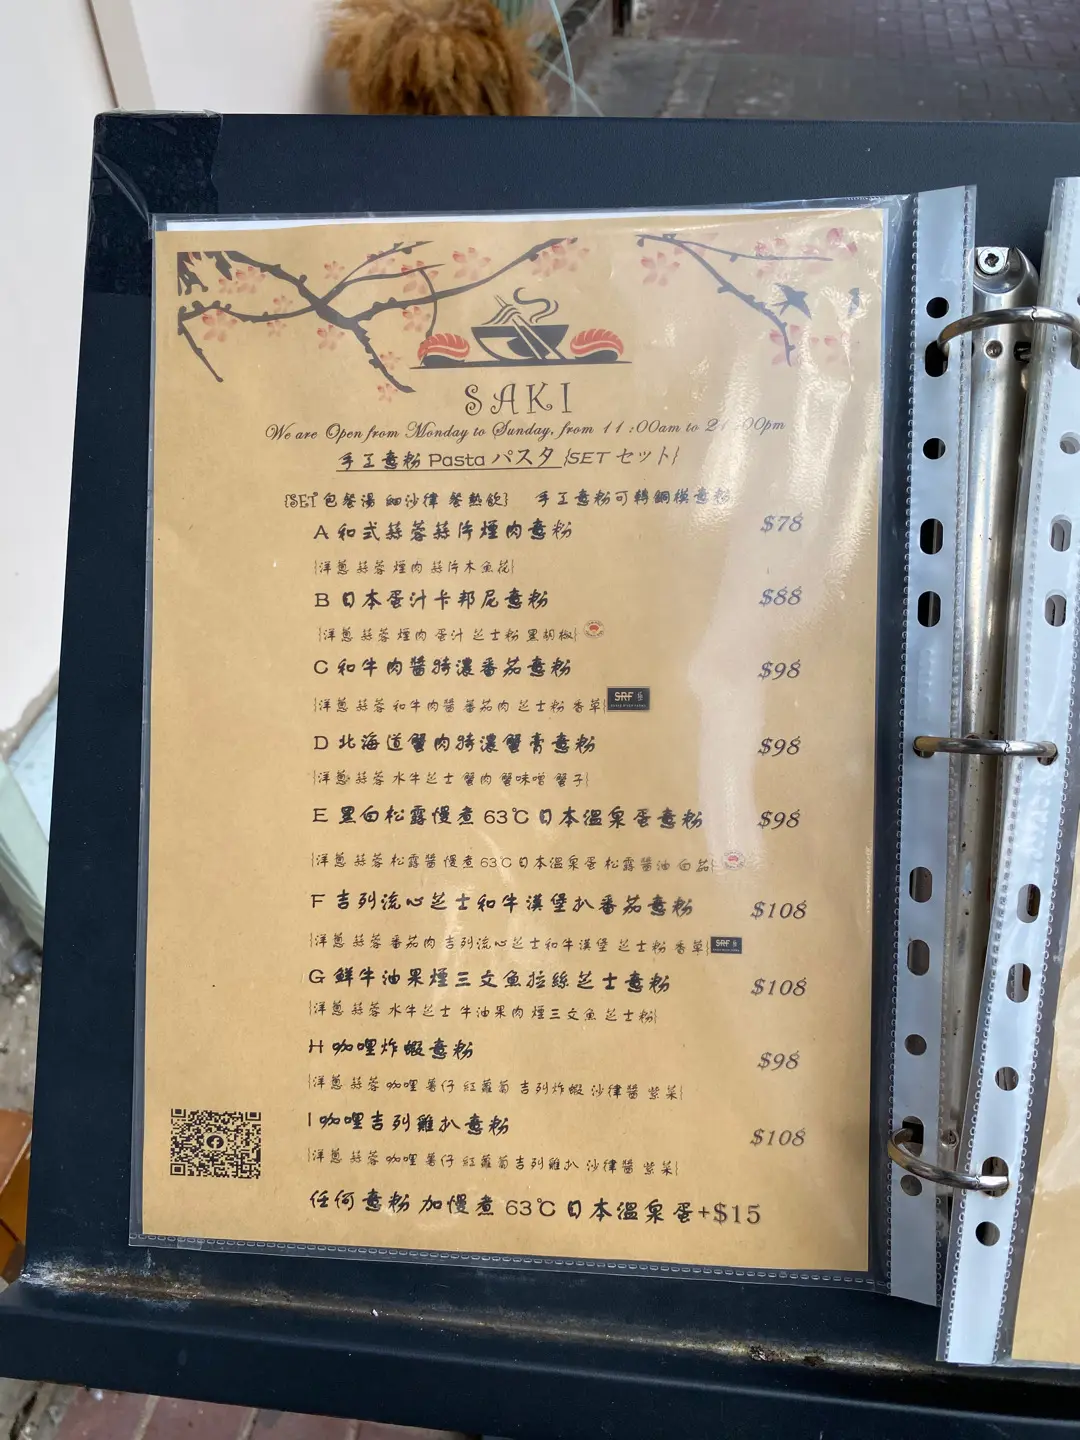 SAKI
We are Open from Monday to Sunday, from 11:00am to 21:00pm
手工意粉 Pasta パスタ {SET セット}
{SET 包餐湯 細沙律 餐熱飲} 手工意粉可轉銅模意粉
A 和式蒜蓉蒜片煙肉意粉 $78
{洋蔥 蒜蓉 煙肉 蒜片木魚花}
B 日本蛋汁卡邦尼意粉 $88
{洋蔥 蒜蓉 煙肉 蛋汁 芝士粉 黑胡椒}
C 和牛肉醬特濃番茄意粉 $98
{洋蔥 蒜蓉 和牛肉醬 番茄肉 芝士粉 香草} SRF
D 北海道蟹肉特濃蟹膏意粉 $98
{洋蔥 蒜蓉 水牛芝士 蟹肉 蟹味噌 蟹子}
E 黑白松露慢煮 63℃ 日本溫泉蛋意粉 $98
{洋蔥 蒜蓉 松露醬 慢煮 63℃ 日本溫泉蛋 松露醬油 白菇}
F 吉列流心芝士和牛漢堡扒番茄意粉 $108
{洋蔥 蒜蓉 番茄肉 吉列流心芝士和牛漢堡 芝士粉 香草} SRF
G 鮮牛油果煙三文魚拉絲芝士意粉 $108
{洋蔥 蒜蓉 水牛芝士 牛油果肉 煙三文魚 芝士粉}
H 咖哩炸蝦意粉 $98
{洋蔥 蒜蓉 咖哩 薯仔 紅蘿蔔 吉列炸蝦 沙律醬 紫菜}
I 咖哩吉列雞扒意粉 $108
{洋蔥 蒜蓉 咖哩 薯仔 紅蘿蔔吉列雞扒 沙律醬 紫菜}
任何意粉 加慢煮 63℃ 日本溫泉蛋+$15